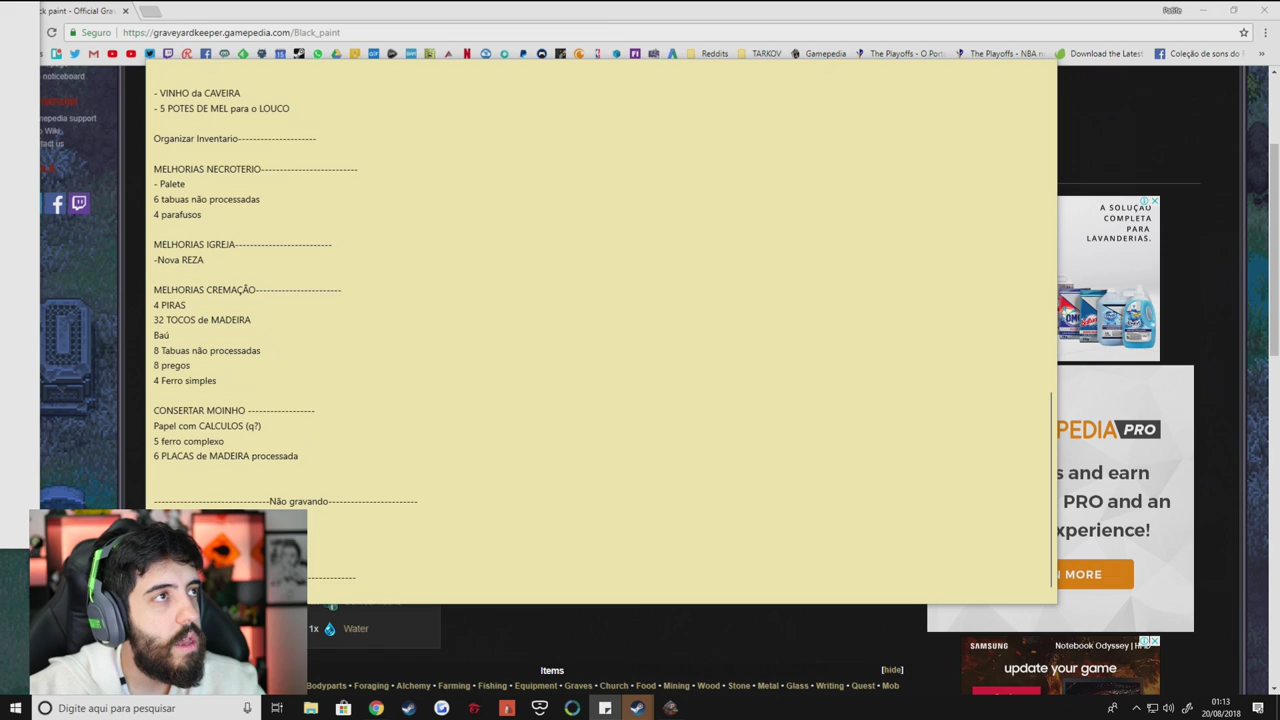 ck paint - Official Gra
Patife
Seguro
https://graveyardkeeper.gamepedia.com/Black_paint
Reddits
TARKOV
Gamepedia
The Playoffs - O Port
The Playoffs - NBA n
Download the Latest
Coleção de sons do E
noticeboard
mepedia support
Wiki
tact us
- VINHO da CAVEIRA
- 5 POTES DE MEL para o LOUCO
Organizar Inventario---------------------
MELHORIAS NECROTERIO--------------------------
- Palete
6 tabuas não processadas
4 parafusos
MELHORIAS IGREJA--------------------------
-Nova REZA
MELHORIAS CREMAÇÃO-----------------------
4 PIRAS
32 TOCOS de MADEIRA
Baú
8 Tabuas não processadas
8 pregos
4 Ferro simples
CONSERTAR MOINHO ------------------
Papel com CALCULOS (q?)
5 ferro complexo
6 PLACAS de MADEIRA processada
-------------------------------Não gravando------------------------
-------------
A SOLUÇÃO
COMPLETA
PARA
LAVANDERIAS.
OMO
PEDIA PRO
s and earn
PRO and an
xperience!
N MORE
1x Water
Items
[hide]
Bodyparts • Foraging • Alchemy • Farming • Fishing • Equipment • Graves • Church • Food • Mining • Wood • Stone • Metal • Glass • Writing • Quest • Mob
SAMSUNG
Notebook Odyssey
update your game
Digite aqui para pesquisar
01:13
20/08/2018